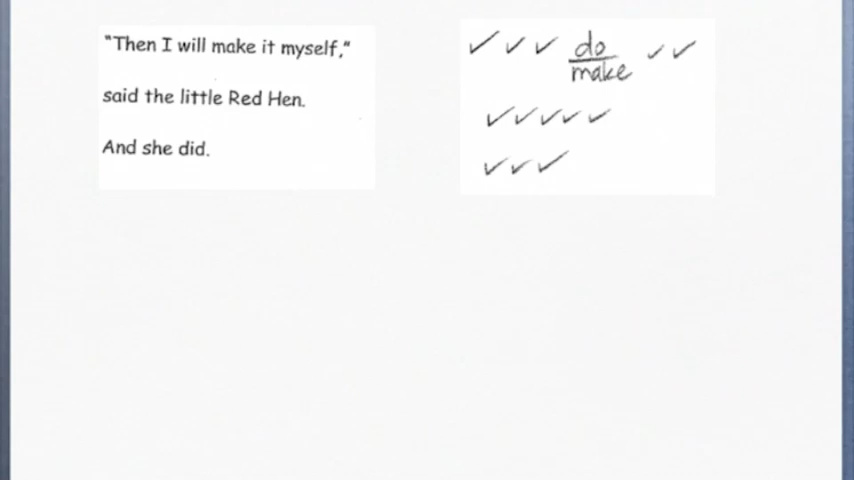 "Then I will make it myself,"
said the little Red Hen.
And she did.
✓ ✓ ✓ do ✓ ✓
make
✓ ✓ ✓ ✓ ✓
✓ ✓ ✓